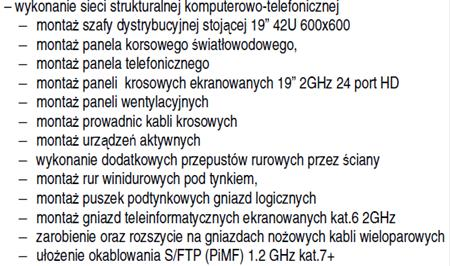 – wykonanie sieci strukturalnej komputerowo-telefonicznej
– montaż szafy dystrybucyjnej stojącej 19” 42U 600x600
– montaż panela korsowego światłowodowego,
– montaż panela telefonicznego
– montaż paneli krosowych ekranowanych 19” 2GHz 24 port HD
– montaż paneli wentylacyjnych
– montaż prowadnic kabli krosowych
– montaż urządzeń aktywnych
– wykonanie dodatkowych przepustów rurowych przez ściany
– montaż rur winidurowych pod tynkiem,
– montaż puszek podtynkowych gniazd logicznych
– montaż gniazd teleinformatycznych ekranowanych kat.6 2GHz
– zarobienie oraz rozszycie na gniazdach nożowych kabli wieloparowych
– ułożenie okablowania S/FTP (PiMF) 1.2 GHz kat.7+